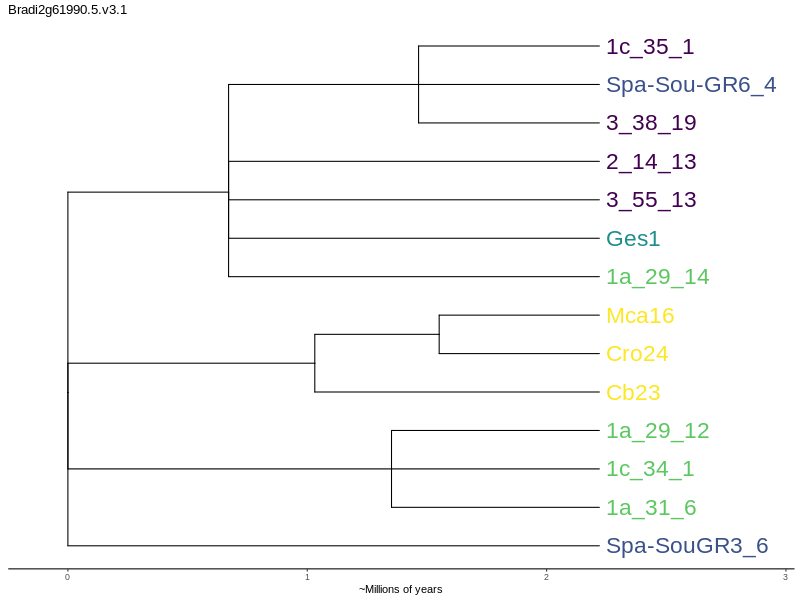 Bradi2g61990.5.v3.1
1c_35_1
Spa-Sou-GR6_4
3_38_19
2_14_13
3_55_13
Ges1
1a_29_14
Mca16
Cro24
Cb23
1a_29_12
1c_34_1
1a_31_6
Spa-SouGR3_6
0 1 2 3
~Millions of years